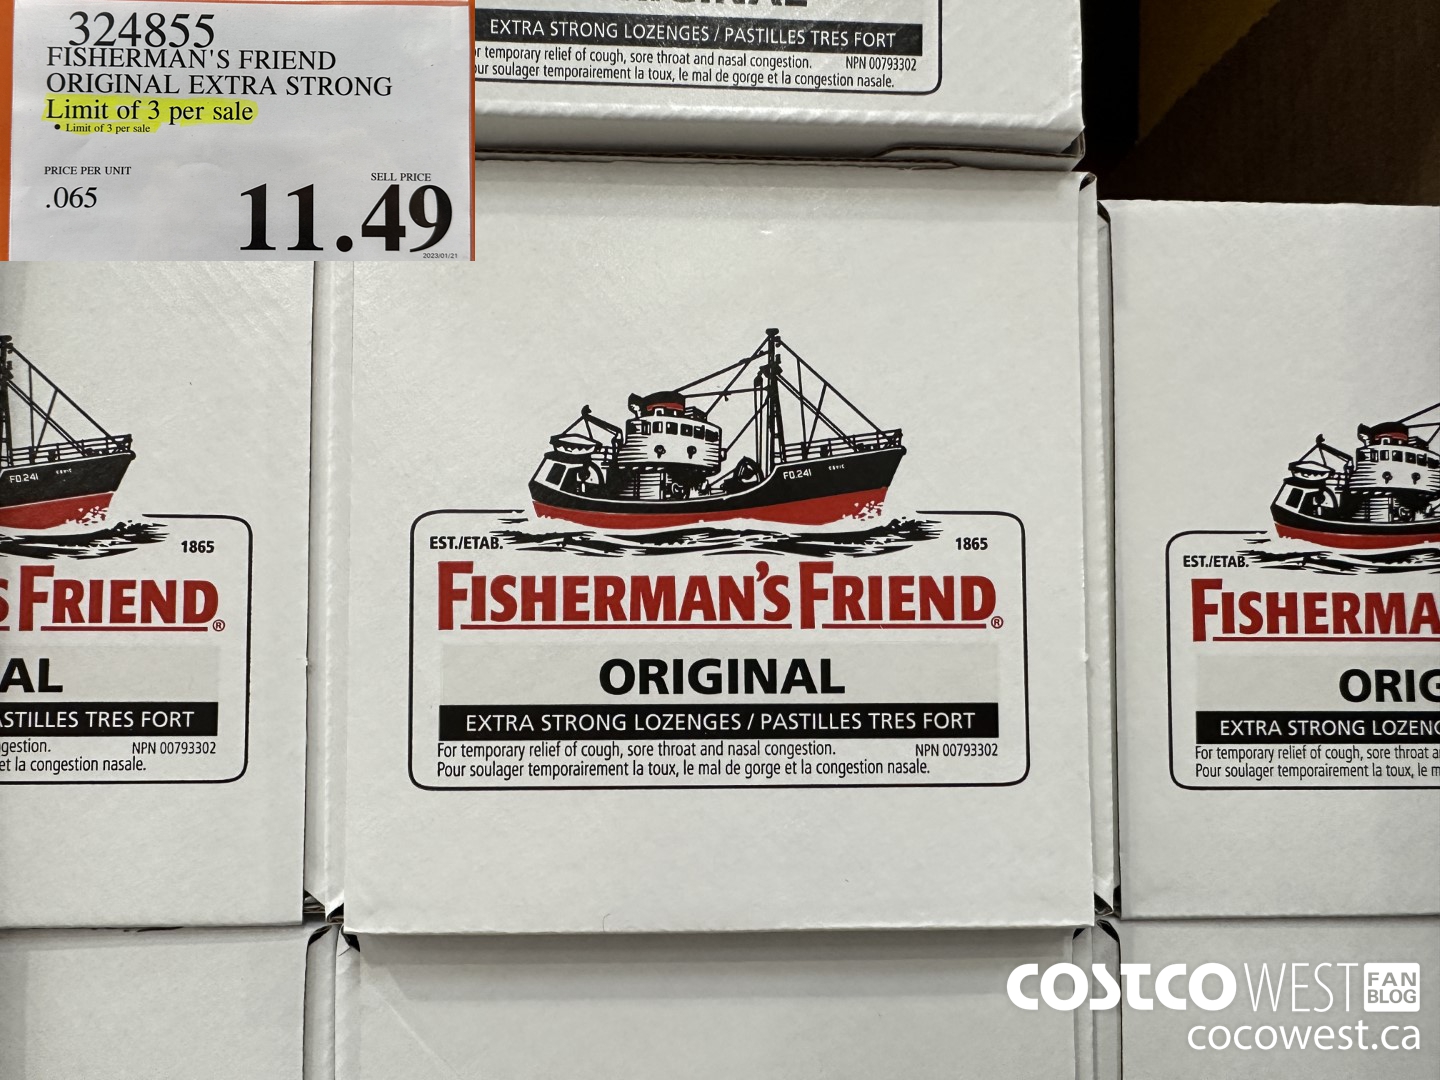 324855
FISHERMAN'S FRIEND
ORIGINAL EXTRA STRONG
Limit of 3 per sale
• Limit of 3 per sale
PRICE PER UNIT
.065
SELL PRICE
11.49
2023/01/21
EXTRA STRONG LOZENGES / PASTILLES TRES FORT
temporary relief of cough, sore throat and nasal congestion. NPN 00793302
soulager temporairement la toux, le mal de gorge et la congestion nasale.
FD.241
1865
FRIEND®
AL
ASTILLES TRES FORT
gestion. NPN 00793302
et la congestion nasale.
FD.241
EST./ETAB. 1865
FISHERMAN'S FRIEND®
ORIGINAL
EXTRA STRONG LOZENGES / PASTILLES TRES FORT
For temporary relief of cough, sore throat and nasal congestion. NPN 00793302
Pour soulager temporairement la toux, le mal de gorge et la congestion nasale.
EST./ETAB.
FISHERMA
ORIG
EXTRA STRONG LOZENG
For temporary relief of cough, sore throat a
Pour soulager temporairement la toux, le m
COSTCO WEST FAN BLOG
cocowest.ca